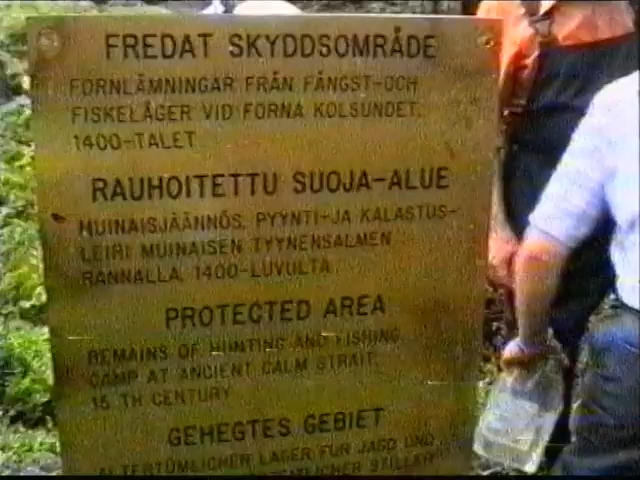 FREDAT SKYDDSOMRÅDE
FORNLÄMNINGAR FRÅN FÅNGST-OCH
FISKELÄGER VID FORNA KOLSUNDET.
1400-TALET
RAUHOITETTU SUOJA-ALUE
MUINAISJÄÄNNÖS. PYYNTI-JA KALASTUS-
LEIRI MUINAISEN TYYNENSALMEN
RANNALLA. 1400-LUVULTA
PROTECTED AREA
REMAINS OF HUNTING AND FISHING
CAMP AT ANCIENT CALM STRAIT.
15 TH CENTURY
GEHEGTES GEBIET
ALTERTÜMLICHER LAGER FÜR JAGD UND
STILLER